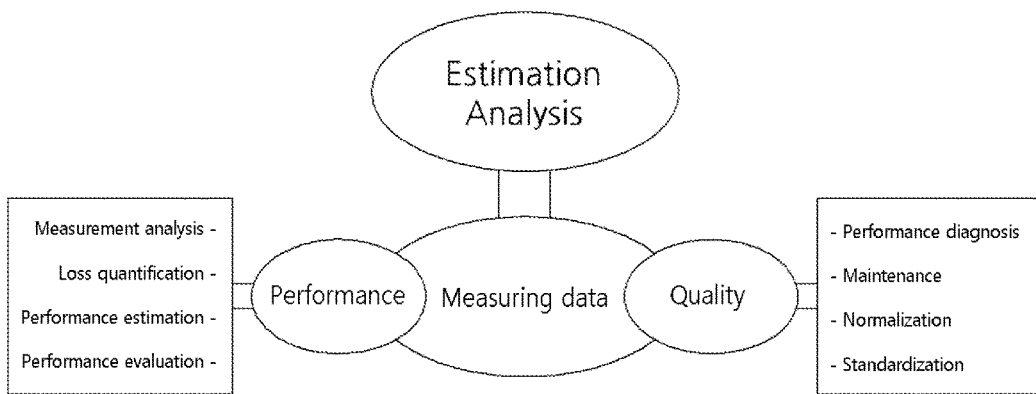 Estimation
Analysis
Measurement analysis -
Loss quantification -
Performance estimation -
Performance evaluation -
Performance
Measuring data
Quality
- Performance diagnosis
- Maintenance
- Normalization
- Standardization